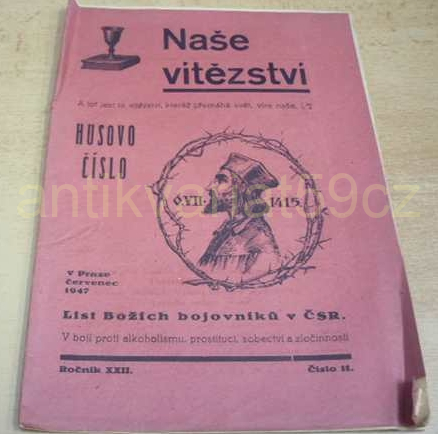 Naše
vítězství
A toť jest to vítězství, kteréž přemáhá svět, víra naše. I.
HUSOVO
ČÍSLO
6.VII. 1415.
V Praze
červenec
1947
List Božích bojovníků v ČSR.
V boji proti alkoholismu, prostituci, sobectví a zločinnosti
Ročník XXII.
Číslo 11.
antikvariat59cz